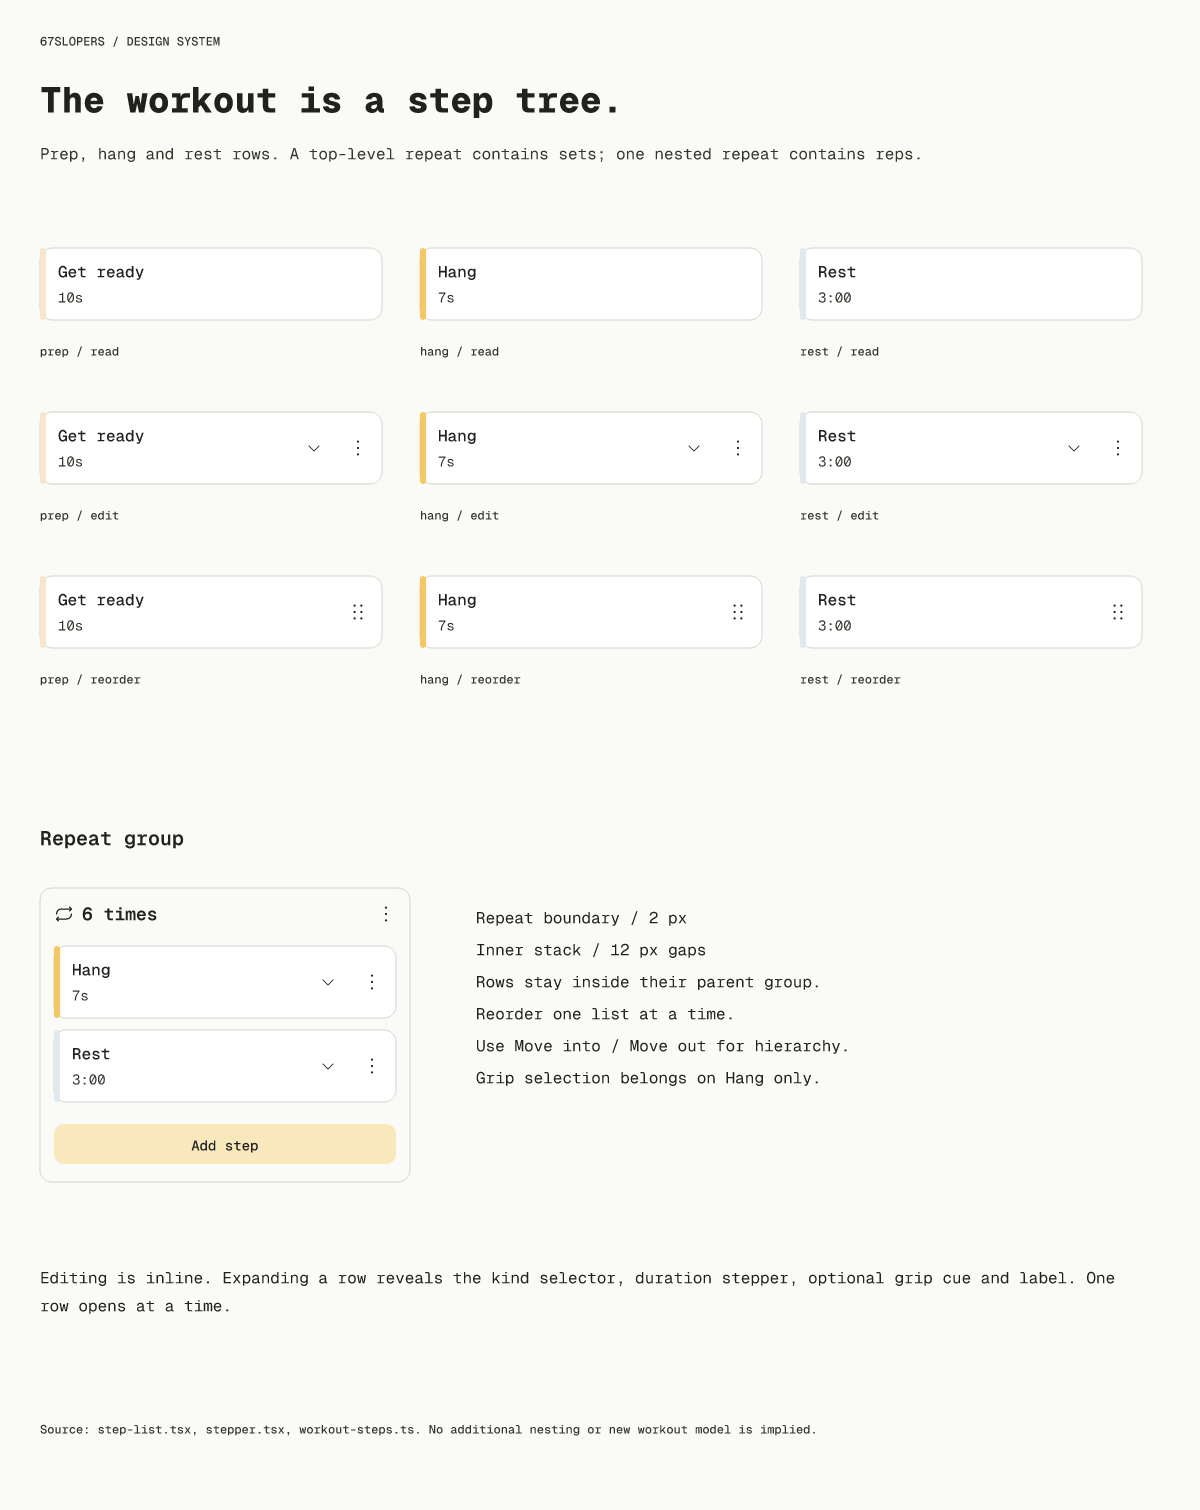 67SLOPERS / DESIGN SYSTEM
The workout is a step tree.
Prep, hang and rest rows. A top-level repeat contains sets; one nested repeat contains reps.
Get ready
10s
prep / read
Hang
7s
hang / read
Rest
3:00
rest / read
Get ready
10s
prep / edit
Hang
7s
hang / edit
Rest
3:00
rest / edit
Get ready
10s
prep / reorder
Hang
7s
hang / reorder
Rest
3:00
rest / reorder
Repeat group
6 times
Hang
7s
Rest
3:00
Add step
Repeat boundary / 2 px
Inner stack / 12 px gaps
Rows stay inside their parent group.
Reorder one list at a time.
Use Move into / Move out for hierarchy.
Grip selection belongs on Hang only.
Editing is inline. Expanding a row reveals the kind selector, duration stepper, optional grip cue and label. One
row opens at a time.
Source: step-list.tsx, stepper.tsx, workout-steps.ts. No additional nesting or new workout model is implied.